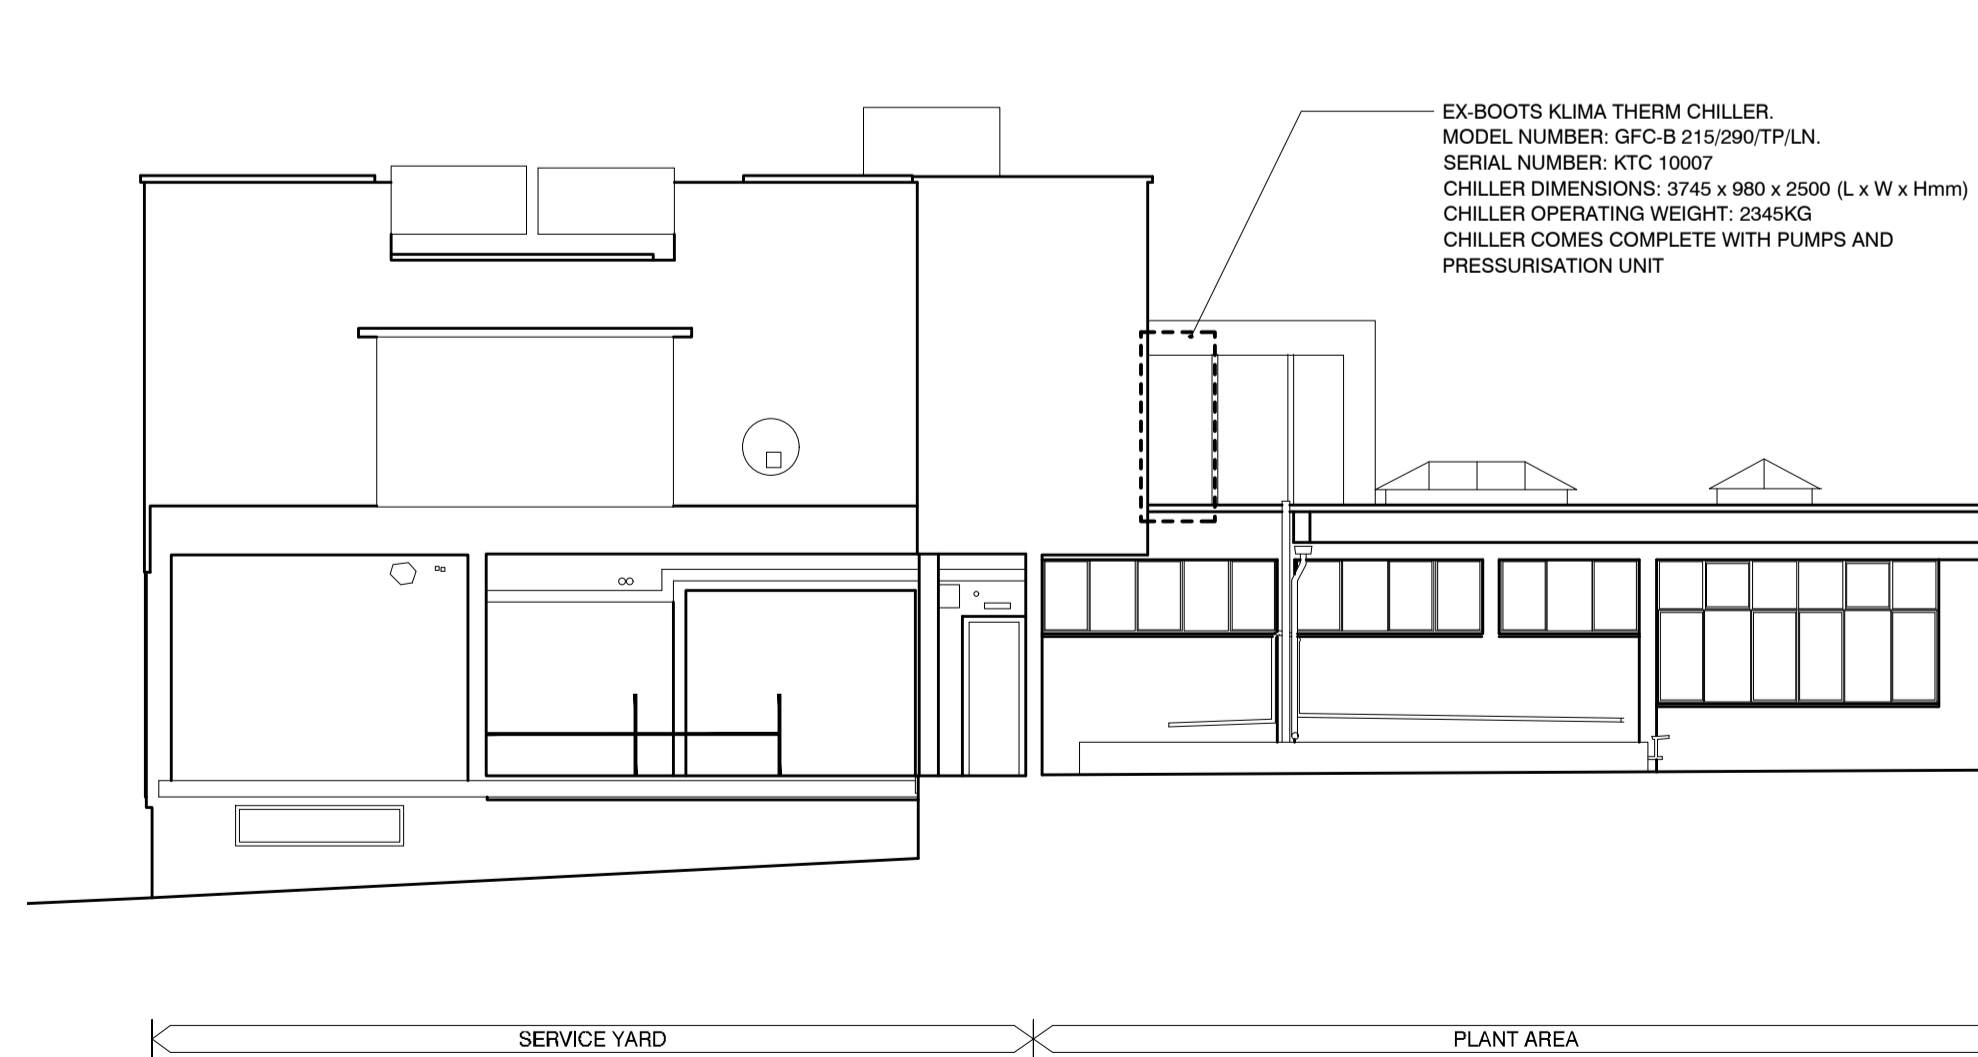 EX-BOOTS KLIMA THERM CHILLER.
MODEL NUMBER: GFC-B 215/290/TP/LN.
SERIAL NUMBER: KTC 10007
CHILLER DIMENSIONS: 3745 x 980 x 2500 (L x W x Hmm)
CHILLER OPERATING WEIGHT: 2345KG
CHILLER COMES COMPLETE WITH PUMPS AND
PRESSURISATION UNIT
SERVICE YARD
PLANT AREA